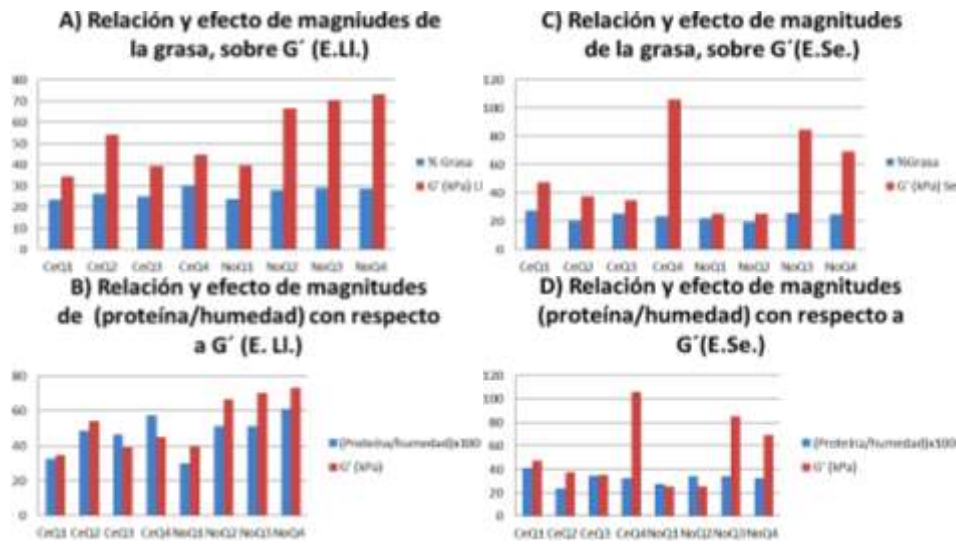 A) Relación y efecto de magniudes de
la grasa, sobre G´ (E.Ll.)
80
70
60
50
40
30
20
10
0
CeQ1 CeQ2 CeQ3 CeQ4 NoQ1 NoQ2 NoQ3 NoQ4
% Grasa
G' (kPa) Ll
B) Relación y efecto de magnitudes
de (proteína/humedad) con respecto
a G´ (E. Ll.)
80
60
40
20
0
CeQ1 CeQ2 CeQ3 CeQ4 NoQ1 NoQ2 NoQ3 NoQ4
(Proteína/humedad)x100
G' (kPa)
C) Relación y efecto de magnitudes
de la grasa, sobre G´(E.Se.)
120
100
80
60
40
20
0
CeQ1 CeQ2 CeQ3 CeQ4 NoQ1 NoQ2 NoQ3 NoQ4
%Grasa
G' (kPa) Se
D) Relación y efecto de magnitudes
(proteína/humedad) con respecto a
G´(E.Se.)
120
100
80
60
40
20
0
CeQ1 CeQ2 CeQ3 CeQ4 NoQ1 NoQ2 NoQ3 NoQ4
(Proteína/humedad)x100
G' (kPa)